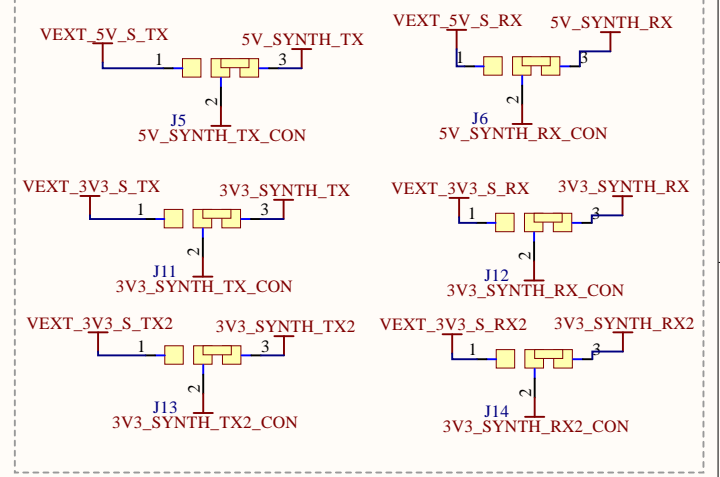 VEXT_5V_S_TX
5V_SYNTH_TX
1
3
2
J5
5V_SYNTH_TX_CON
VEXT_5V_S_RX
5V_SYNTH_RX
1
3
2
J6
5V_SYNTH_RX_CON
VEXT_3V3_S_TX
3V3_SYNTH_TX
1
3
2
J11
3V3_SYNTH_TX_CON
VEXT_3V3_S_RX
3V3_SYNTH_RX
1
3
2
J12
3V3_SYNTH_RX_CON
VEXT_3V3_S_TX2
3V3_SYNTH_TX2
1
3
2
J13
3V3_SYNTH_TX2_CON
VEXT_3V3_S_RX2
3V3_SYNTH_RX2
1
3
2
J14
3V3_SYNTH_RX2_CON